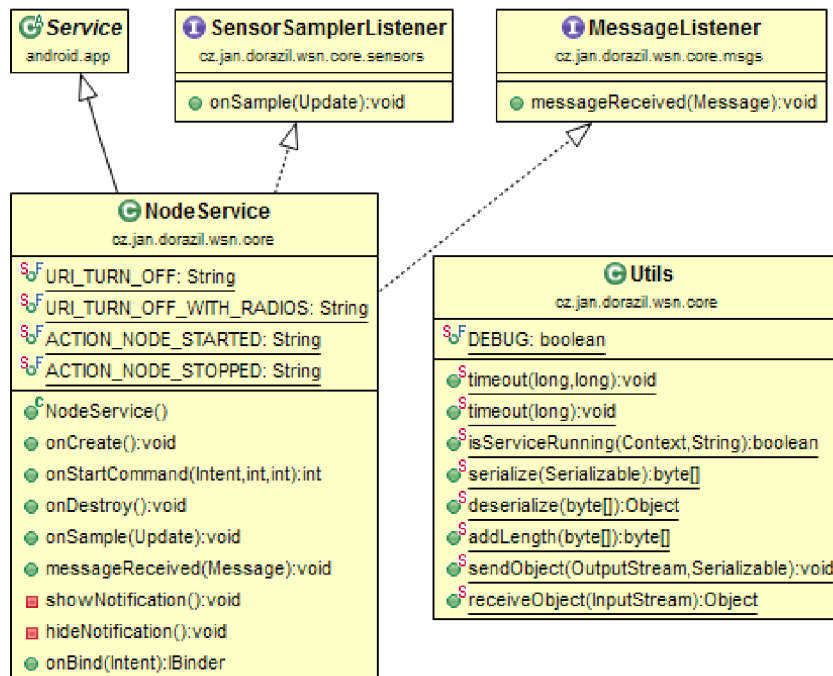 Service
android.app
SensorSamplerListener
cz.jan.dorazil.wsn.core.sensors
onSample(Update):void
MessageListener
cz.jan.dorazil.wsn.core.msgs
messageReceived(Message):void
NodeService
cz.jan.dorazil.wsn.core
URI_TURN_OFF: String
URI_TURN_OFF_WITH_RADIOS: String
ACTION_NODE_STARTED: String
ACTION_NODE_STOPPED: String
NodeService()
onCreate():void
onStartCommand(Intent,int,int):int
onDestroy():void
onSample(Update):void
messageReceived(Message):void
showNotification():void
hideNotification():void
onBind(Intent):IBinder
Utils
cz.jan.dorazil.wsn.core
DEBUG: boolean
timeout(long,long):void
timeout(long):void
isServiceRunning(Context,String):boolean
serialize(Serializable):byte[]
deserialize(byte[]):Object
addLength(byte[]):byte[]
sendObject(OutputStream,Serializable):void
receiveObject(InputStream):Object